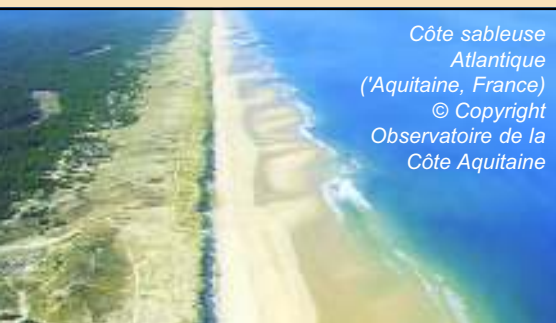 Côte sableuse
Atlantique
('Aquitaine, France)
© Copyright
Observatoire de la
Côte Aquitaine